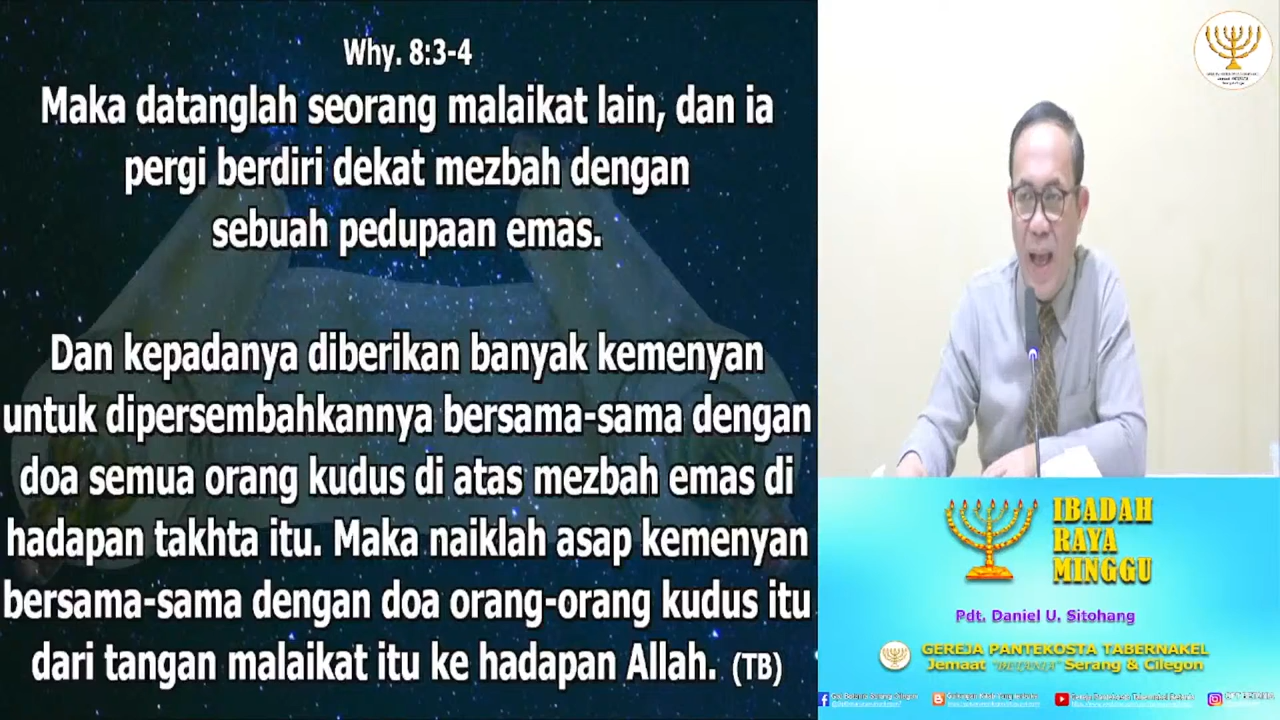 Why. 8:3-4
Maka datanglah seorang malaikat lain, dan ia
pergi berdiri dekat mezbah dengan
sebuah pedupaan emas.
Dan kepadanya diberikan banyak kemenyan
untuk dipersembahkannya bersama-sama dengan
doa semua orang kudus di atas mezbah emas di
hadapan takhta itu. Maka naiklah asap kemenyan
bersama-sama dengan doa orang-orang kudus itu
dari tangan malaikat itu ke hadapan Allah. (TB)
IBADAH
RAYA
MINGGU
Pdt. Daniel U. Sitohang
GEREJA PANTEKOSTA TABERNAKEL
Jemaat "BETANIA" Serang & Cilegon